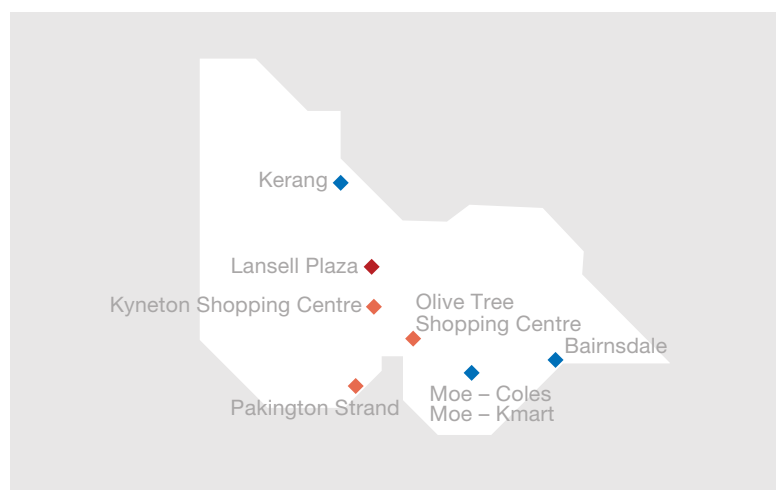 Kerang
Lansell Plaza
Kyneton Shopping Centre
Olive Tree
Shopping Centre
Bairnsdale
Moe – Coles
Moe – Kmart
Pakington Strand